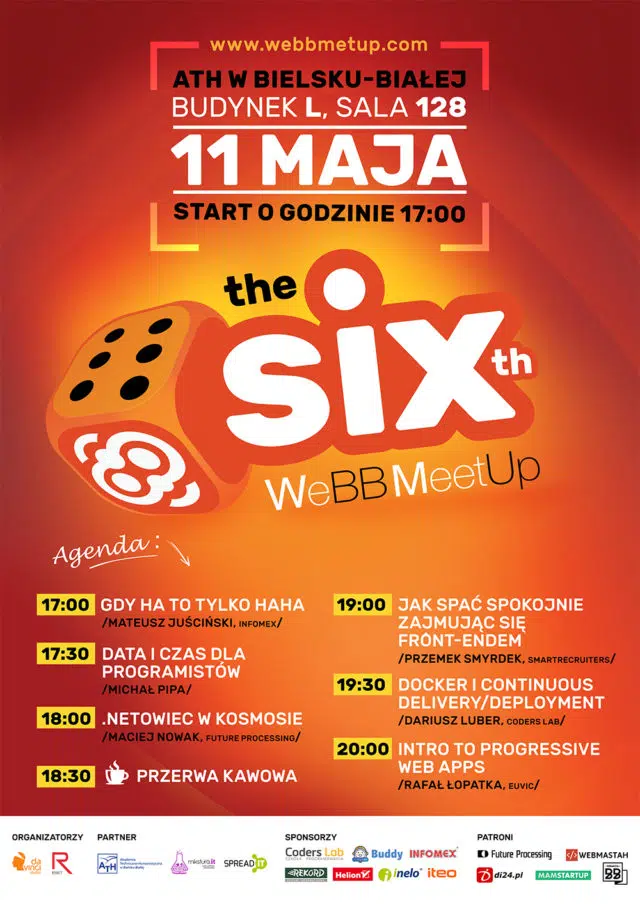 www.webbmetup.com
ATH W BIELSKU-BIAŁEJ
BUDYNEK L, SALA 128
11 MAJA
START O GODZINIE 17:00
the
sixth
WeBBMeetUp
Agenda:
17:00 GDY HA TO TYLKO HAHA
/MATEUSZ JUŚCIŃSKI, INFOMEX/
17:30 DATA I CZAS DLA
PROGRAMISTÓW
/MICHAŁ PIPA/
18:00 .NETOWIEC W KOSMOSIE
/MACIEJ NOWAK, FUTURE PROCESSING/
18:30 PRZERWA KAWOWA
19:00 JAK SPAĆ SPOKOJNIE
ZAJMUJĄC SIĘ
FRONT-ENDEM
/PRZEMEK SMYRDEK, SMARTRECRUITERS/
19:30 DOCKER I CONTINUOUS
DELIVERY/DEPLOYMENT
/DARIUSZ LUBER, CODERS LAB/
20:00 INTRO TO PROGRESSIVE
WEB APPS
/RAFAŁ ŁOPATKA, EUVIC/
ORGANIZATORZY
da vinci
PARTNER
ATH
SPREAD IT
SPONSORZY
Coders Lab
Buddy
INFOMEX
REKORD
Helion
inelo
iteo
PATRONI
Future Processing
WEBMASTAH
di24.pl
MAMSTARTUP